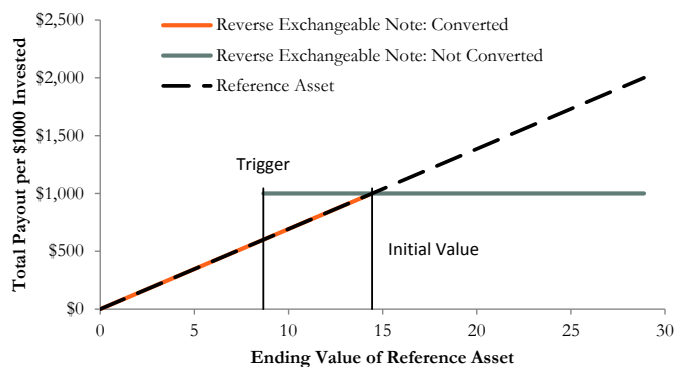 $2,500
$2,000
$1,500
$1,000
$500
$0
Total Payout per $1000 Invested
Reverse Exchangeable Note: Converted
Reverse Exchangeable Note: Not Converted
Reference Asset
Trigger
Initial Value
0 5 10 15 20 25 30
Ending Value of Reference Asset